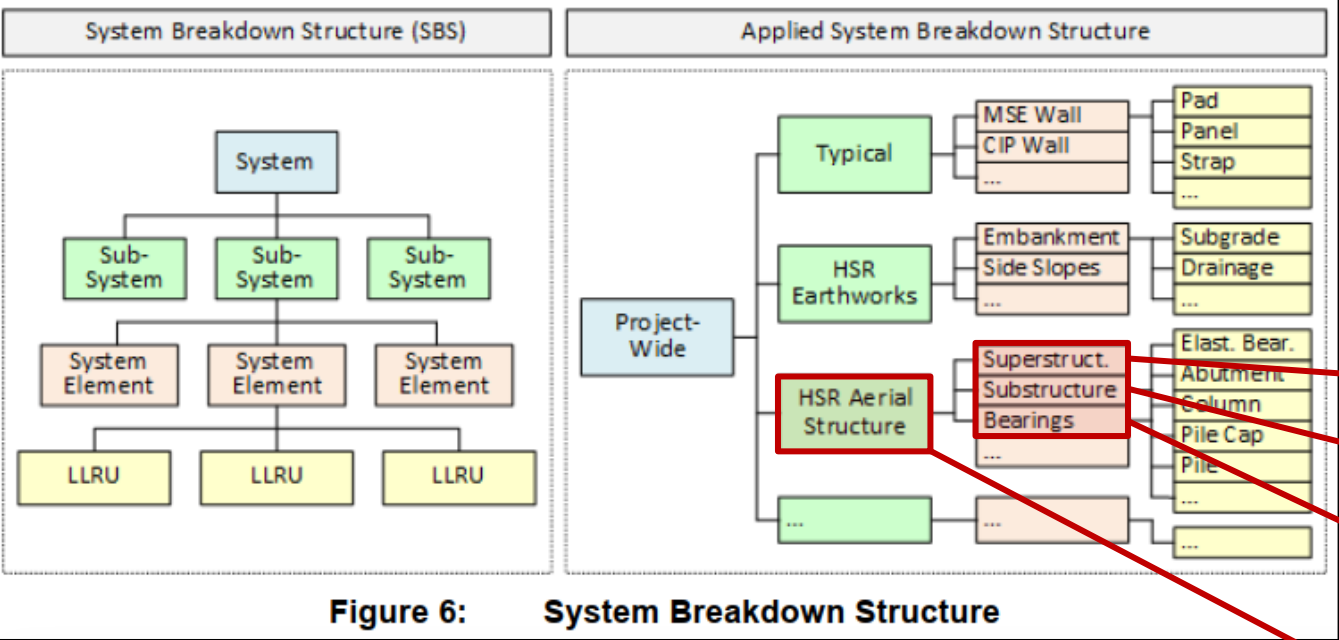 System Breakdown Structure (SBS)
Applied System Breakdown Structure
System
Sub-
System
Sub-
System
Sub-
System
System
Element
System
Element
System
Element
LLRU
LLRU
LLRU
Project-
Wide
Typical
MSE Wall
CIP Wall
...
Pad
Panel
Strap
...
HSR
Earthworks
Embankment
Side Slopes
...
Subgrade
Drainage
...
HSR Aerial
Structure
Superstruct.
Substructure
Bearings
...
Elast. Bear.
Abutment
Column
Pile Cap
Pile
...
...
...
...
Figure 6: System Breakdown Structure